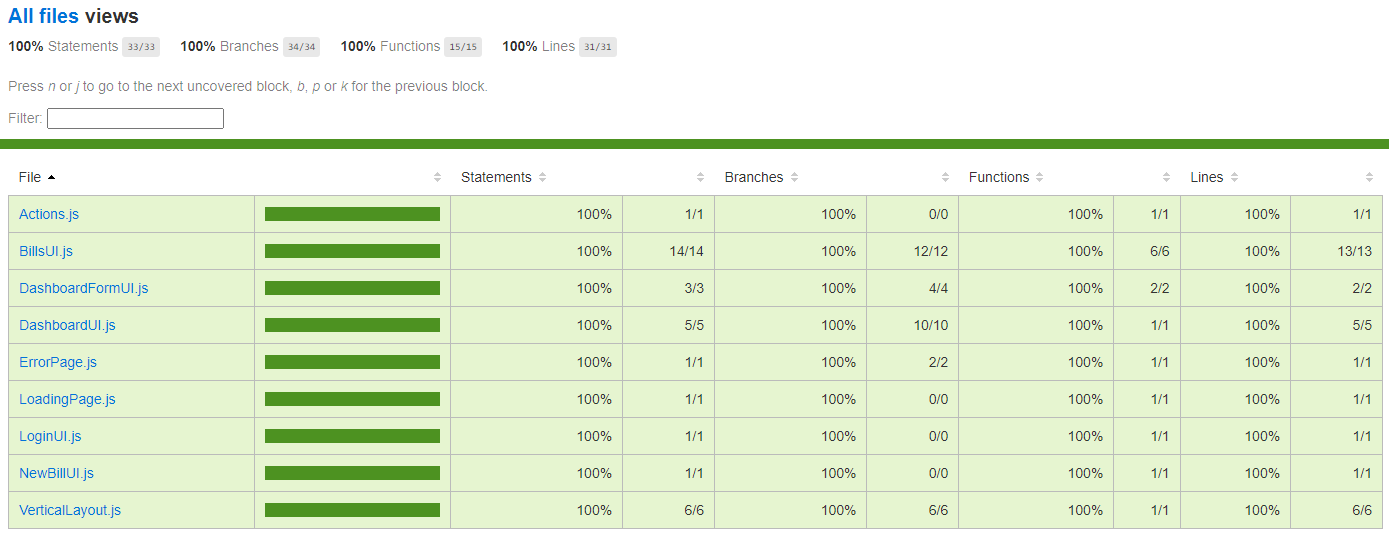 All files views
100% Statements 33/33 100% Branches 34/34 100% Functions 15/15 100% Lines 31/31
Press n or j to go to the next uncovered block, b, p or k for the previous block.
Filter:
File Statements Branches Functions Lines
Actions.js 100% 1/1 100% 0/0 100% 1/1 100% 1/1
BillsUI.js 100% 14/14 100% 12/12 100% 6/6 100% 13/13
DashboardFormUI.js 100% 3/3 100% 4/4 100% 2/2 100% 2/2
DashboardUI.js 100% 5/5 100% 10/10 100% 1/1 100% 5/5
ErrorPage.js 100% 1/1 100% 2/2 100% 1/1 100% 1/1
LoadingPage.js 100% 1/1 100% 0/0 100% 1/1 100% 1/1
LoginUI.js 100% 1/1 100% 0/0 100% 1/1 100% 1/1
NewBillUI.js 100% 1/1 100% 0/0 100% 1/1 100% 1/1
VerticalLayout.js 100% 6/6 100% 6/6 100% 1/1 100% 6/6